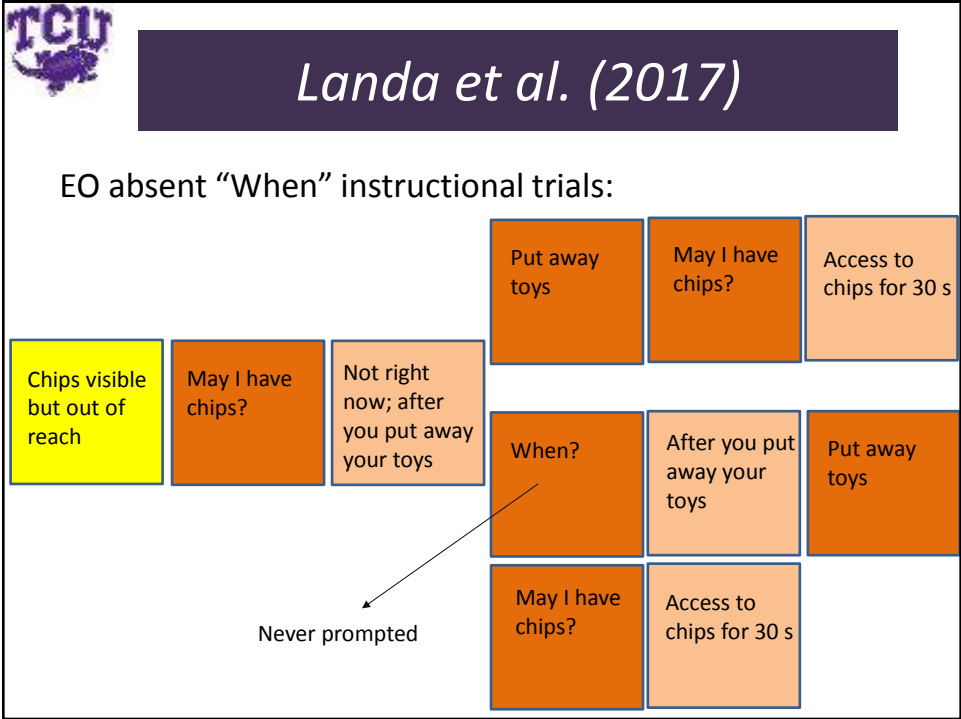 TCU
Landa et al. (2017)
EO absent “When” instructional trials:
Put away
toys
May I have
chips?
Access to
chips for 30 s
Chips visible
but out of
reach
May I have
chips?
Not right
now; after
you put away
your toys
When?
After you put
away your
toys
Put away
toys
Never prompted
May I have
chips?
Access to
chips for 30 s